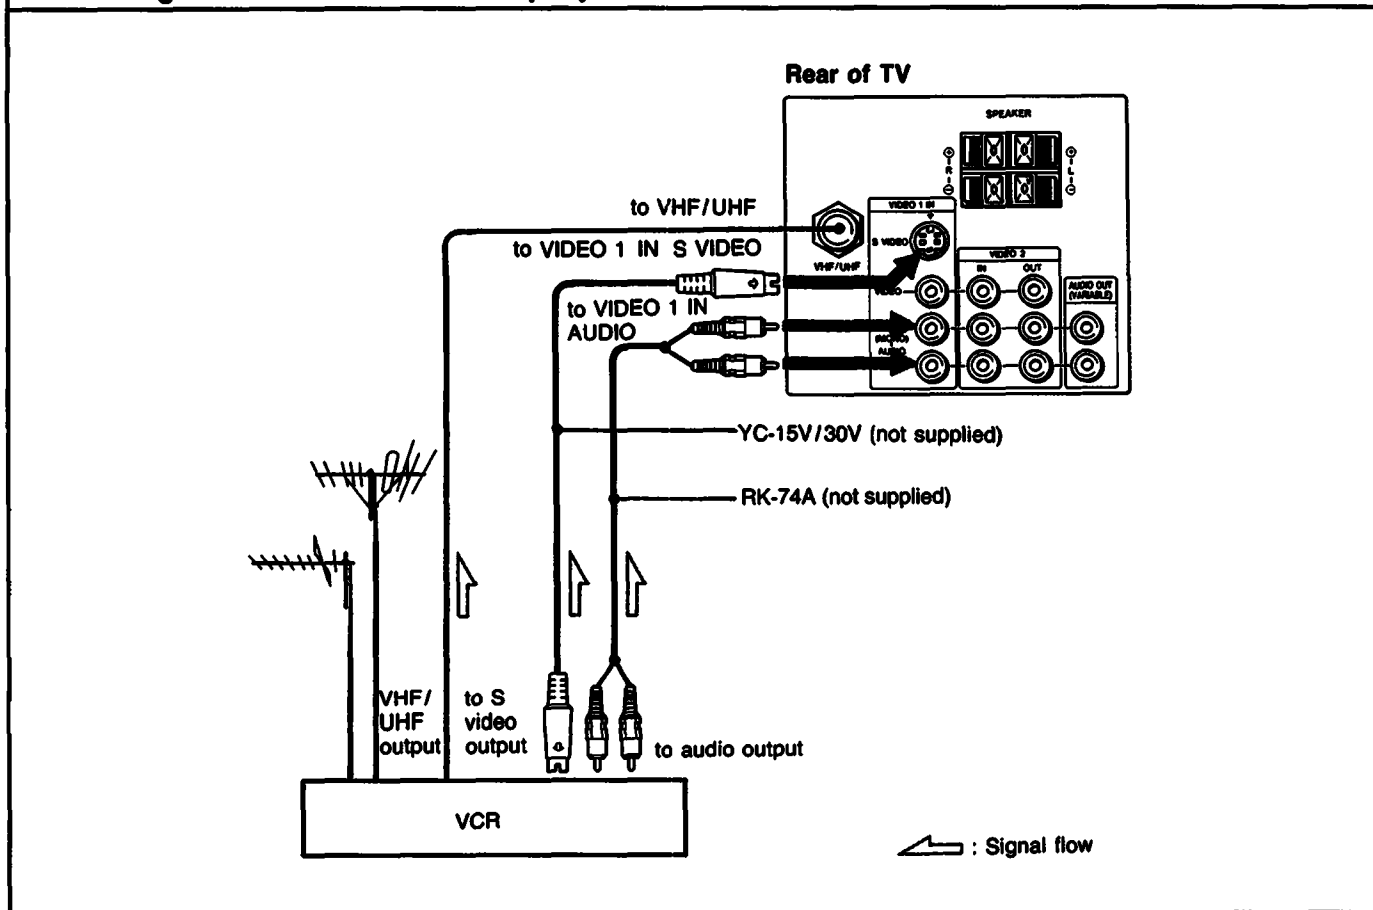 Rear of TV
SPEAKER
R
L
to VHF/UHF
VIDEO 1 IN
to VIDEO 1 IN S VIDEO
S VIDEO
VHF/UHF
VIDEO 2
IN OUT
AUDIO OUT
(VARIABLE)
to VIDEO 1 IN
AUDIO
(MONO)
AUDIO
YC-15V/30V (not supplied)
RK-74A (not supplied)
VHF/
UHF
output
to S
video
output
to audio output
VCR
: Signal flow